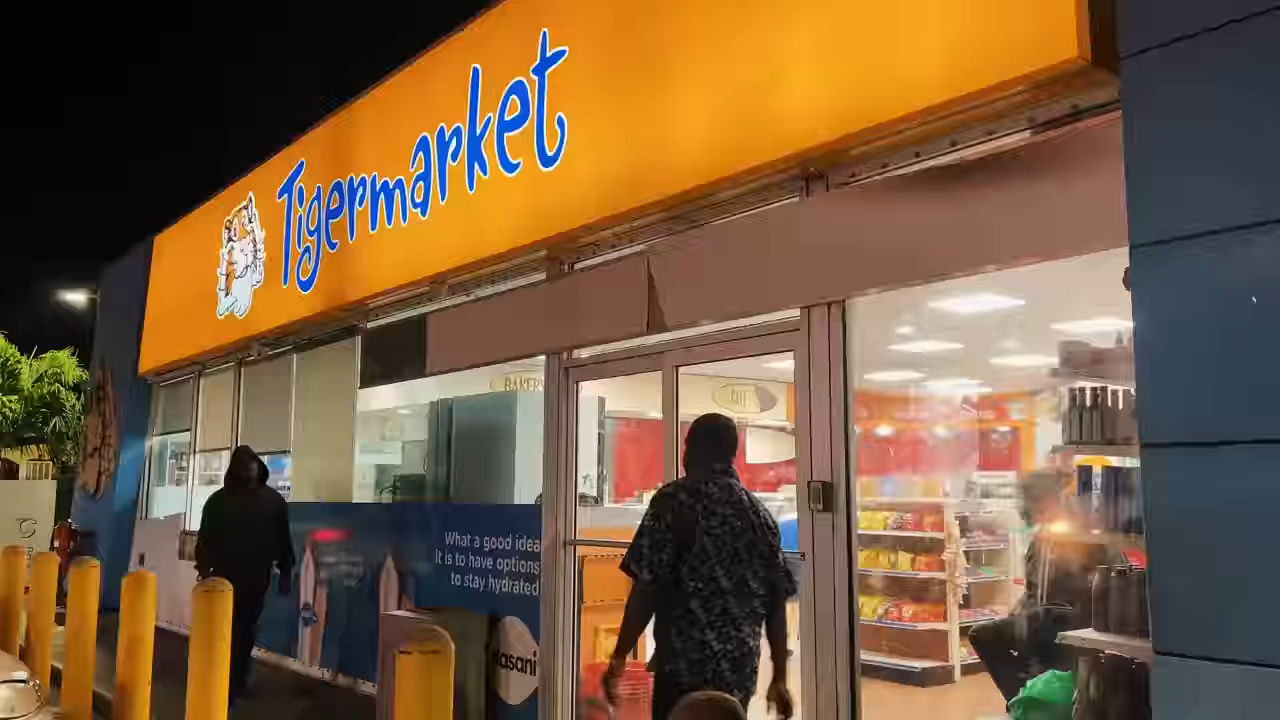 Tigermarket
BAKERY
What a good idea
it is to have options
to stay hydrated
Dasani